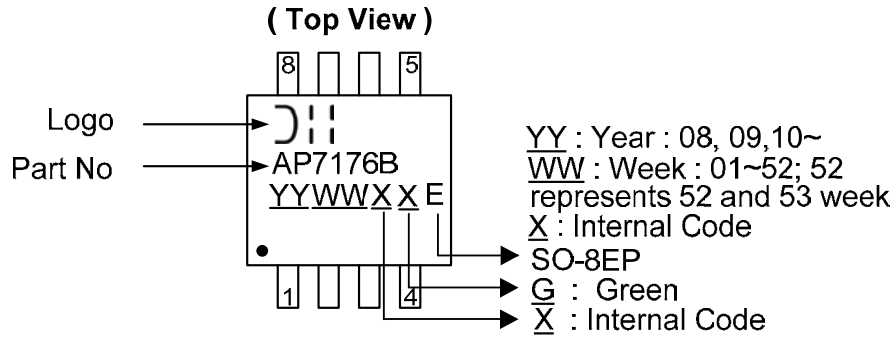 ( Top View )
8 5
Logo
Part No
AP7176B
YYWWX X E
1 4
YY : Year : 08, 09,10~
WW : Week : 01~52; 52
represents 52 and 53 week
X : Internal Code
SO-8EP
G : Green
X : Internal Code